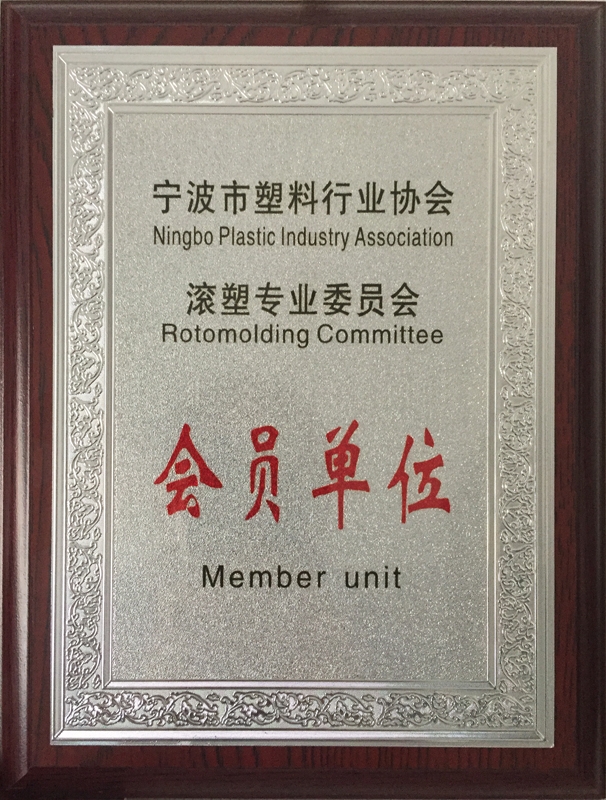 宁波市塑料行业协会
Ningbo Plastic Industry Association
滚塑专业委员会
Rotomolding Committee
会员单位
Member unit